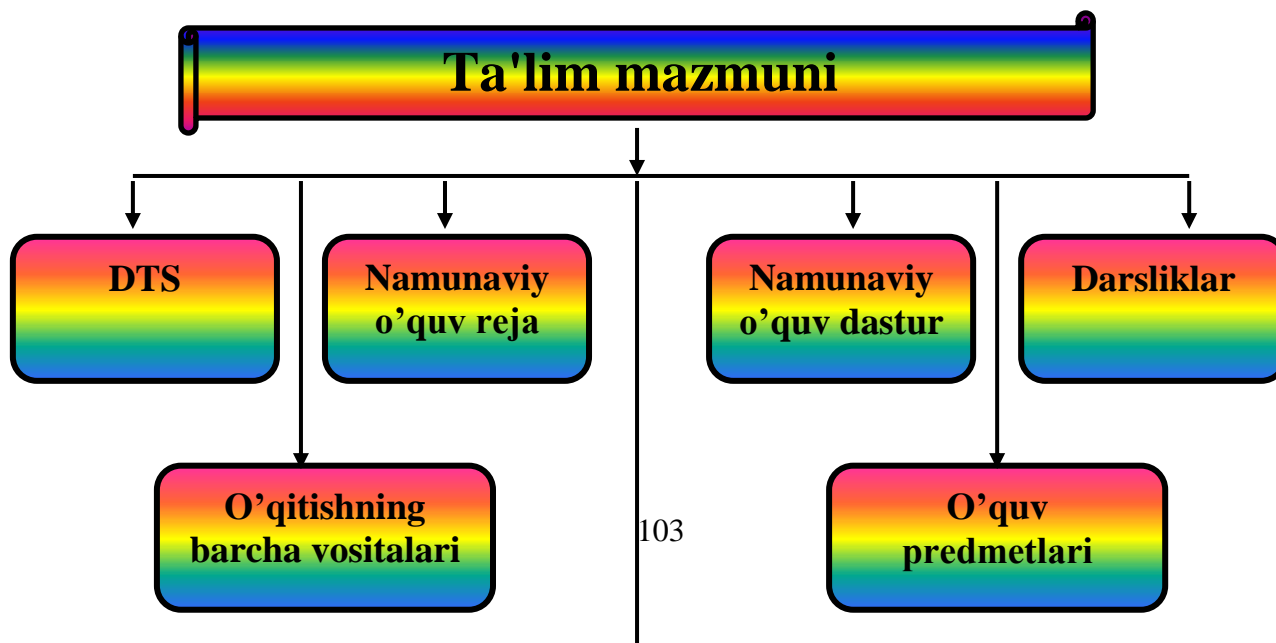 Ta'lim mazmuni
DTS
Namunaviy
o’quv reja
Namunaviy
o’quv dastur
Darsliklar
O’qitishning
barcha vositalari
103
O’quv
predmetlari